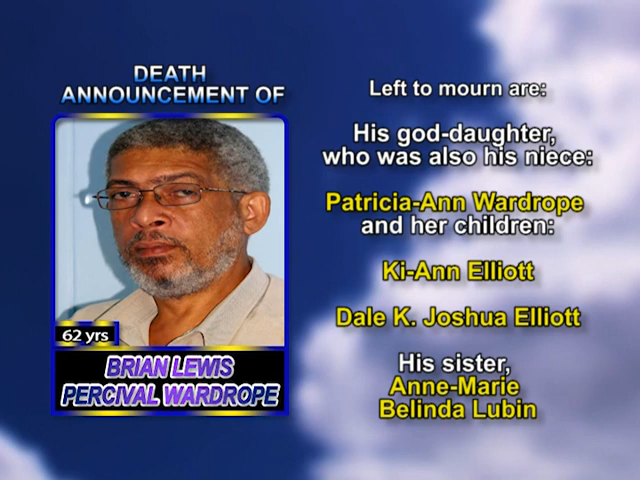 DEATH
ANNOUNCEMENT OF
62 yrs
BRIAN LEWIS
PERCIVAL WARDROPE
Left to mourn are:
His god-daughter,
who was also his niece:
Patricia-Ann Wardrope
and her children:
Ki-Ann Elliott
Dale K. Joshua Elliott
His sister,
Anne-Marie
Belinda Lubin